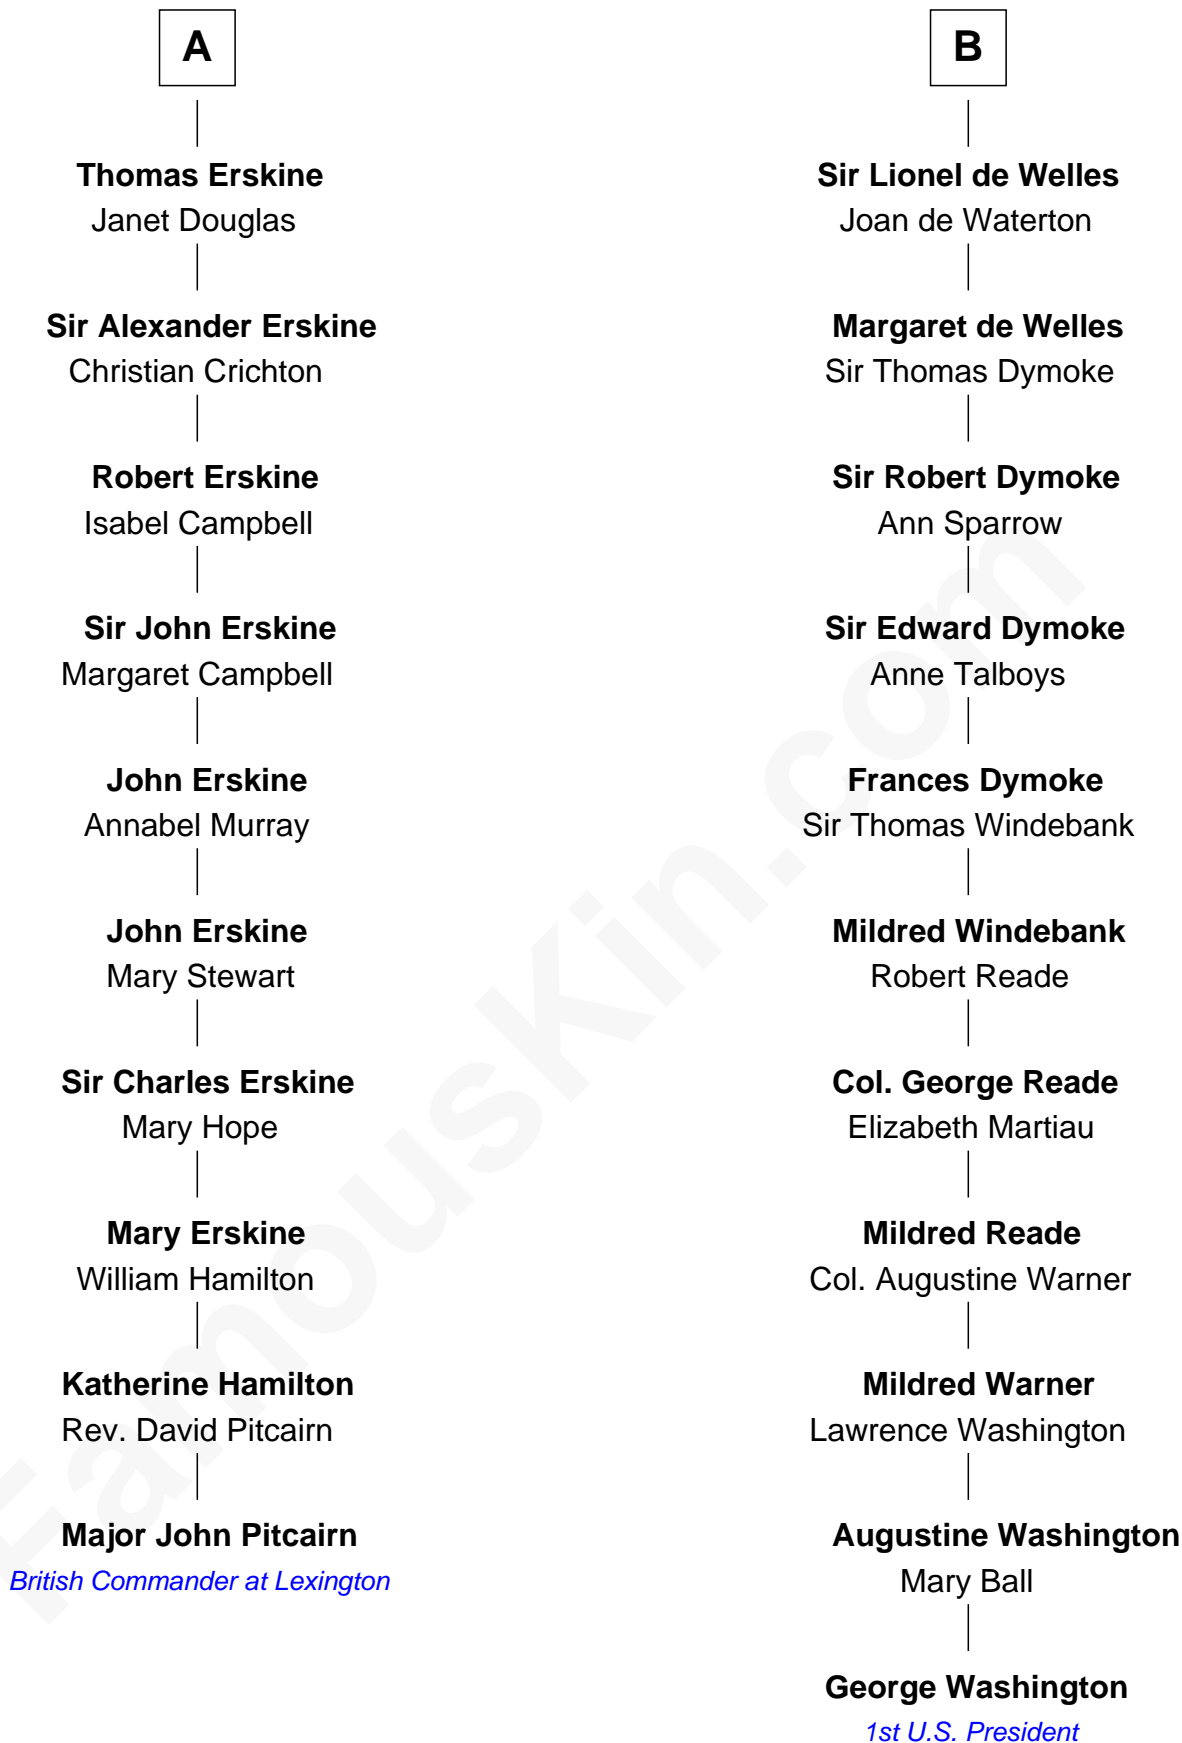 A
Thomas Erskine
Janet Douglas
Sir Alexander Erskine
Christian Crichton
Robert Erskine
Isabel Campbell
Sir John Erskine
Margaret Campbell
John Erskine
Annabel Murray
John Erskine
Mary Stewart
Sir Charles Erskine
Mary Hope
Mary Erskine
William Hamilton
Katherine Hamilton
Rev. David Pitcairn
Major John Pitcairn
British Commander at Lexington
B
Sir Lionel de Welles
Joan de Waterton
Margaret de Welles
Sir Thomas Dymoke
Sir Robert Dymoke
Ann Sparrow
Sir Edward Dymoke
Anne Talboys
Frances Dymoke
Sir Thomas Windebank
Mildred Windebank
Robert Reade
Col. George Reade
Elizabeth Martiau
Mildred Reade
Col. Augustine Warner
Mildred Warner
Lawrence Washington
Augustine Washington
Mary Ball
George Washington
1st U.S. President
FamousKin.com